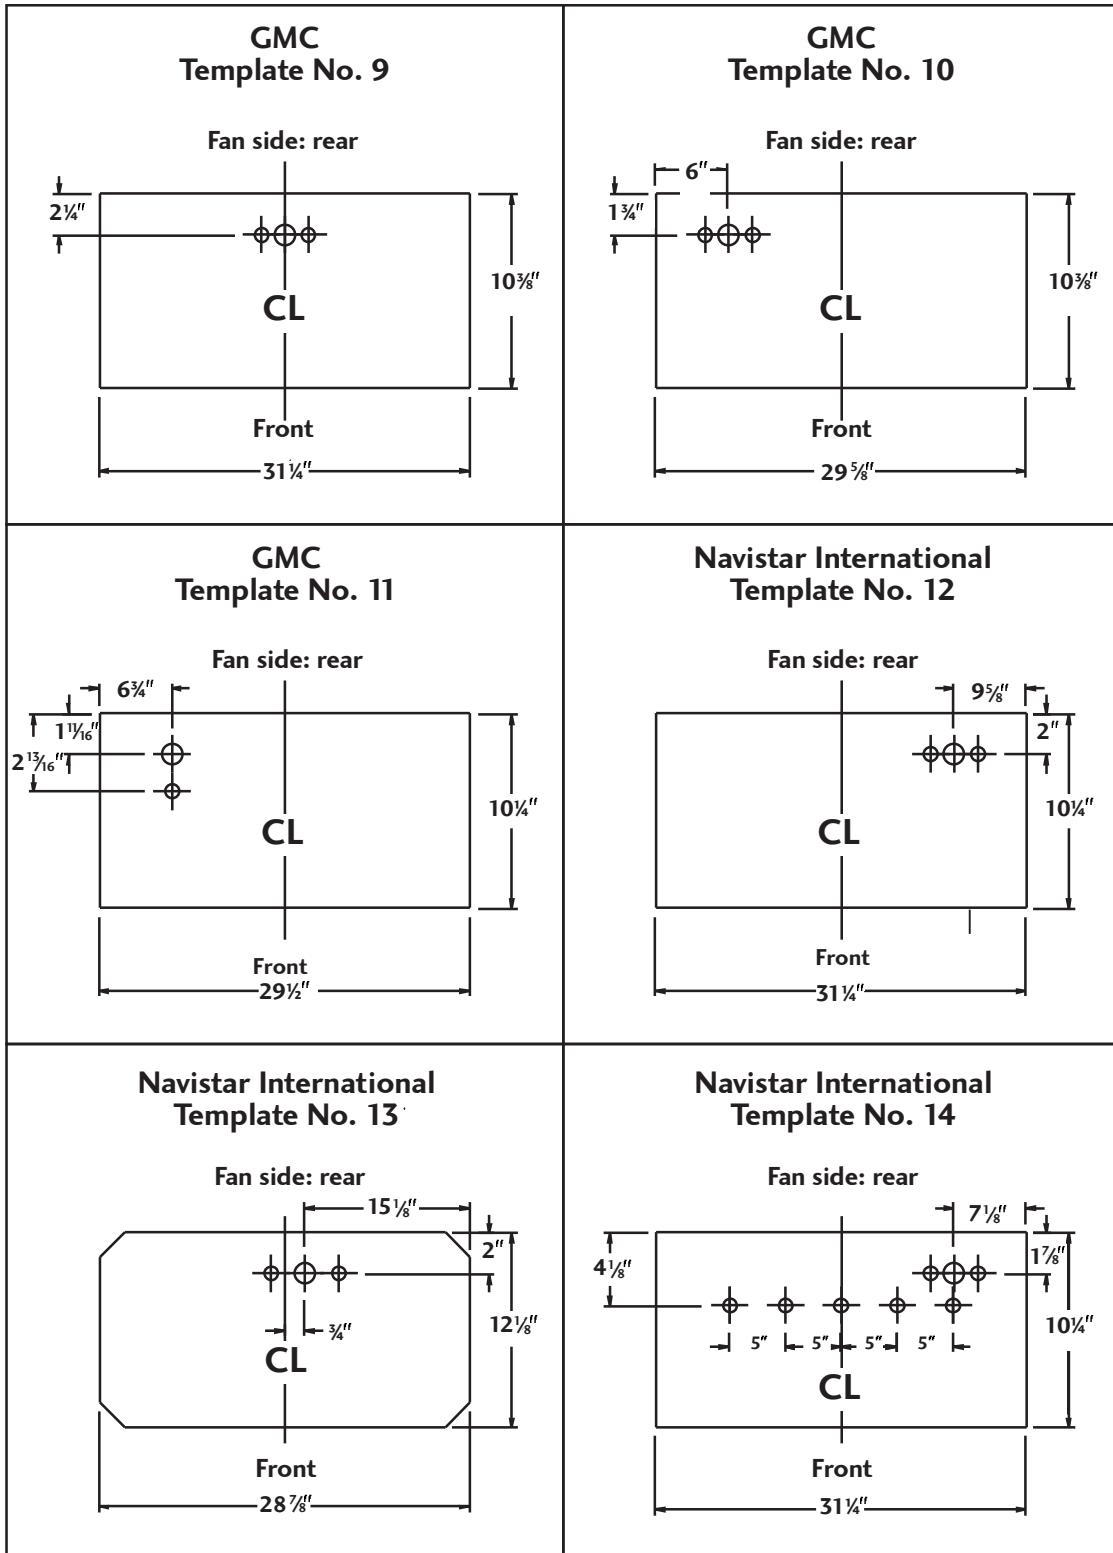 GMC
Template No. 9
Fan side: rear
2¼"
10⅜"
CL
Front
31¼"
GMC
Template No. 10
Fan side: rear
6"
1¾"
10⅜"
CL
Front
29⅝"
GMC
Template No. 11
Fan side: rear
6¾"
1 11/16"
2 13/16"
10¼"
CL
Front
29½"
Navistar International
Template No. 12
Fan side: rear
9⅝"
2"
10¼"
CL
Front
31¼"
Navistar International
Template No. 13
Fan side: rear
15⅛"
2"
12⅛"
¾"
CL
Front
28⅞"
Navistar International
Template No. 14
Fan side: rear
7⅛"
1⅞"
4⅛"
10¼"
5" 5" 5" 5"
CL
Front
31¼"